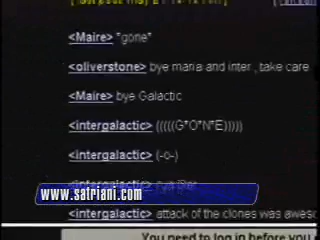 <Maire> *gone*
<oliverstone> bye maria and inter , take care
<Maire> bye Galactic
<intergalactic> (((((G*O*N*E)))))
<intergalactic> (-o-)
<intergalactic>
www.satriani.com
<intergalactic> attack of the clones was aweso
You need to log in before you